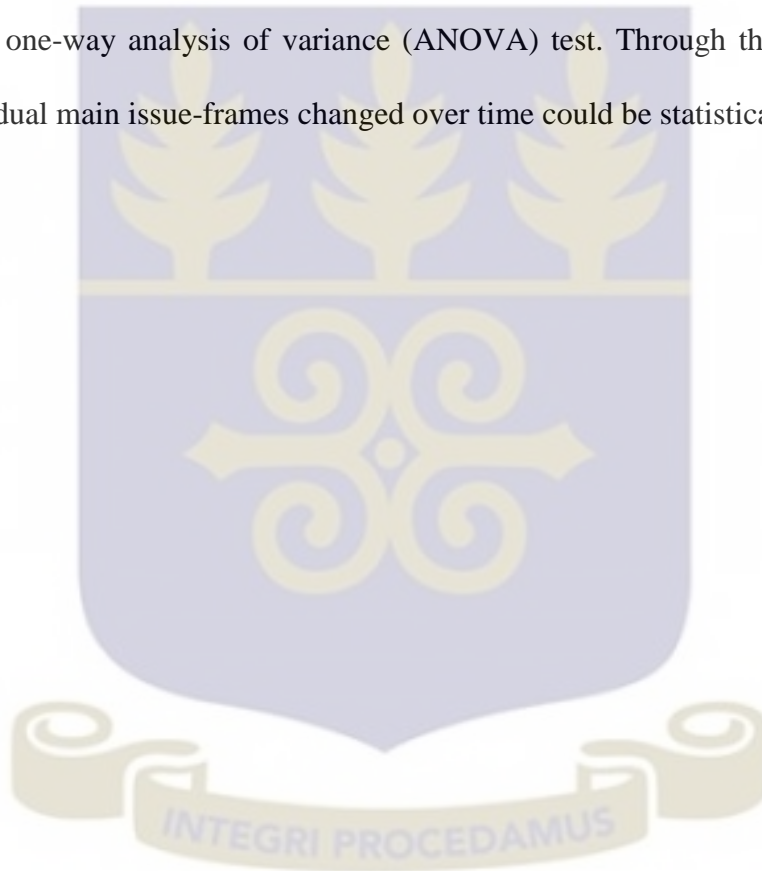 one-way analysis of variance (ANOVA) test. Through th
dual main issue-frames changed over time could be statistica
INTEGRI PROCEDAMUS